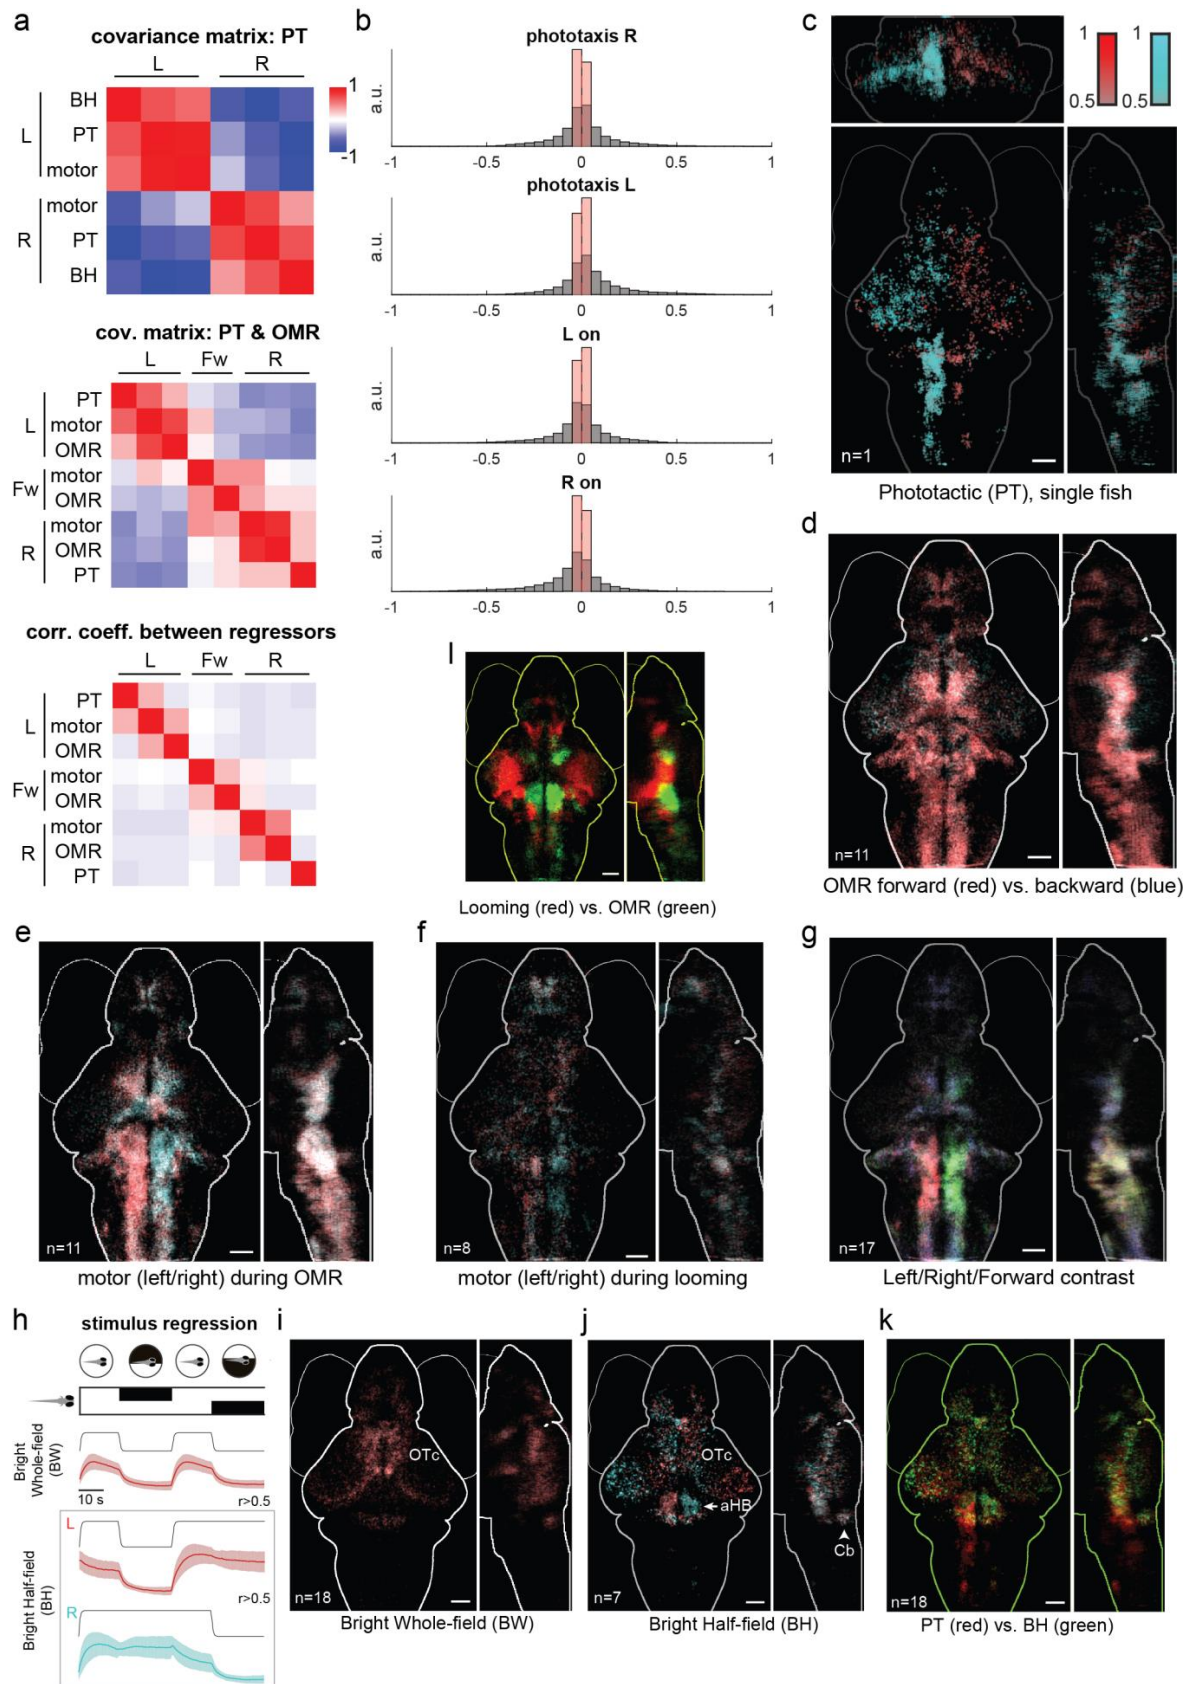 a
covariance matrix: PT
L R
BH
L PT
motor
motor
R PT
BH
1
-1
cov. matrix: PT & OMR
L Fw R
PT
L motor
OMR
Fw motor
OMR
motor
R OMR
PT
corr. coeff. between regressors
L Fw R
PT
L motor
OMR
Fw motor
OMR
motor
R OMR
PT
b
phototaxis R
a.u.
-1 -0.5 0 0.5 1
phototaxis L
a.u.
-1 -0.5 0 0.5 1
L on
a.u.
-1 -0.5 0 0.5 1
R on
a.u.
-1 -0.5 0 0.5 1
c
1 1
0.5 0.5
n=1
Phototactic (PT), single fish
d
n=11
OMR forward (red) vs. backward (blue)
l
Looming (red) vs. OMR (green)
e
n=11
motor (left/right) during OMR
f
n=8
motor (left/right) during looming
g
n=17
Left/Right/Forward contrast
h
stimulus regression
Bright
Whole-field
(BW)
10 s
r>0.5
Bright Half-field
(BH)
L
r>0.5
R
i
OTc
n=18
Bright Whole-field (BW)
j
OTc
aHB
Cb
n=7
Bright Half-field (BH)
k
n=18
PT (red) vs. BH (green)